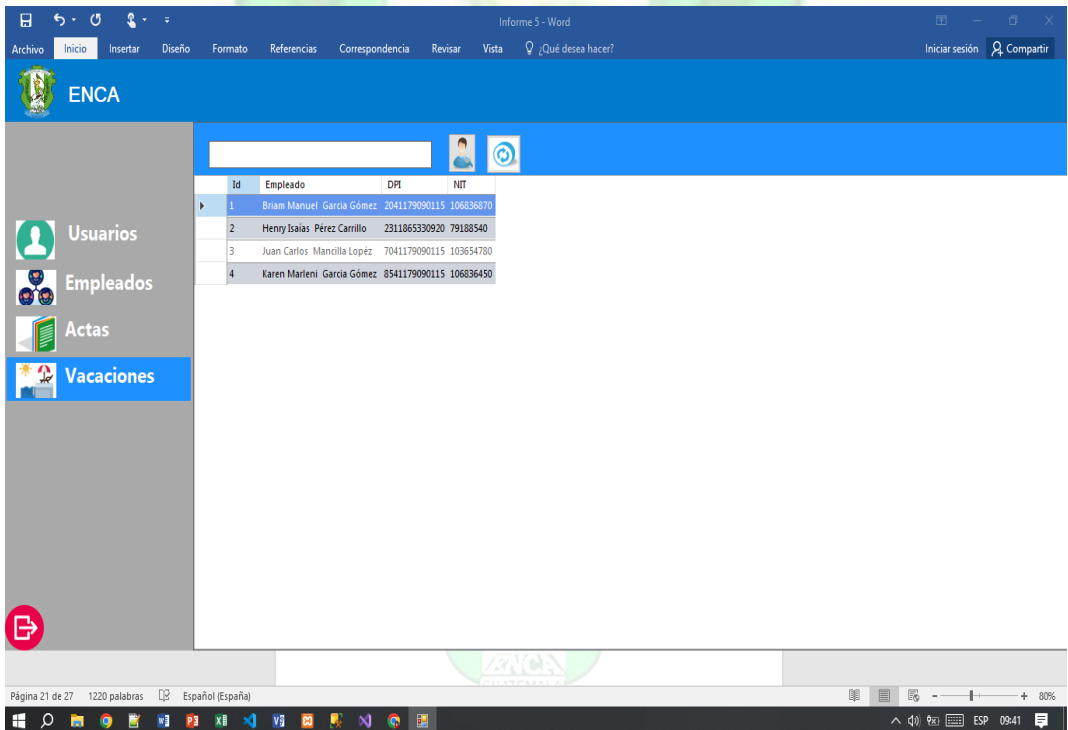 Informe 5 - Word
Archivo Inicio Insertar Diseño Formato Referencias Correspondencia Revisar Vista ¿Qué desea hacer? Iniciar sesión Compartir
ENCA
Id Empleado DPI NIT
1 Briam Manuel Garcia Gómez 2041179090115 106836870
2 Henry Isaías Pérez Carrillo 2311865330920 79188540
3 Juan Carlos Mancilla Lopéz 7041179090115 103654780
4 Karen Marleni Garcia Gómez 8541179090115 106836450
Usuarios
Empleados
Actas
Vacaciones
ENCA
GUATEMALA
Página 21 de 27 1220 palabras Español (España) 80%
ESP 09:41